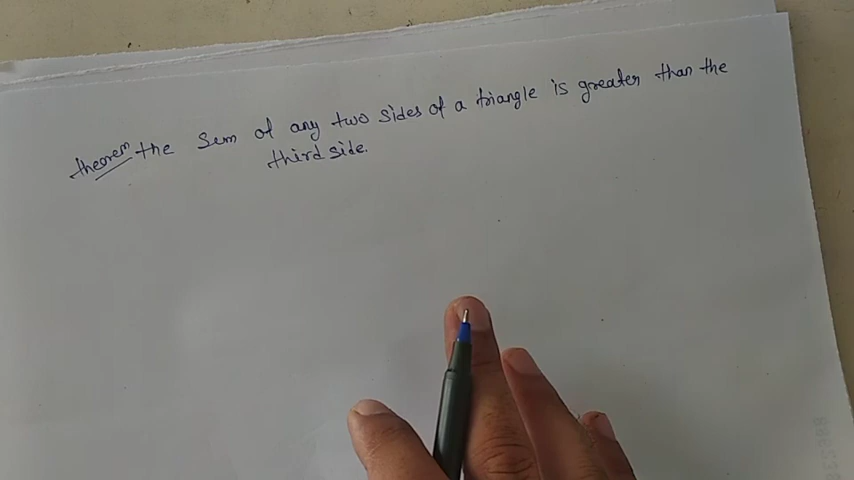 theorem the sum of any two sides of a triangle is greater than the
third side.